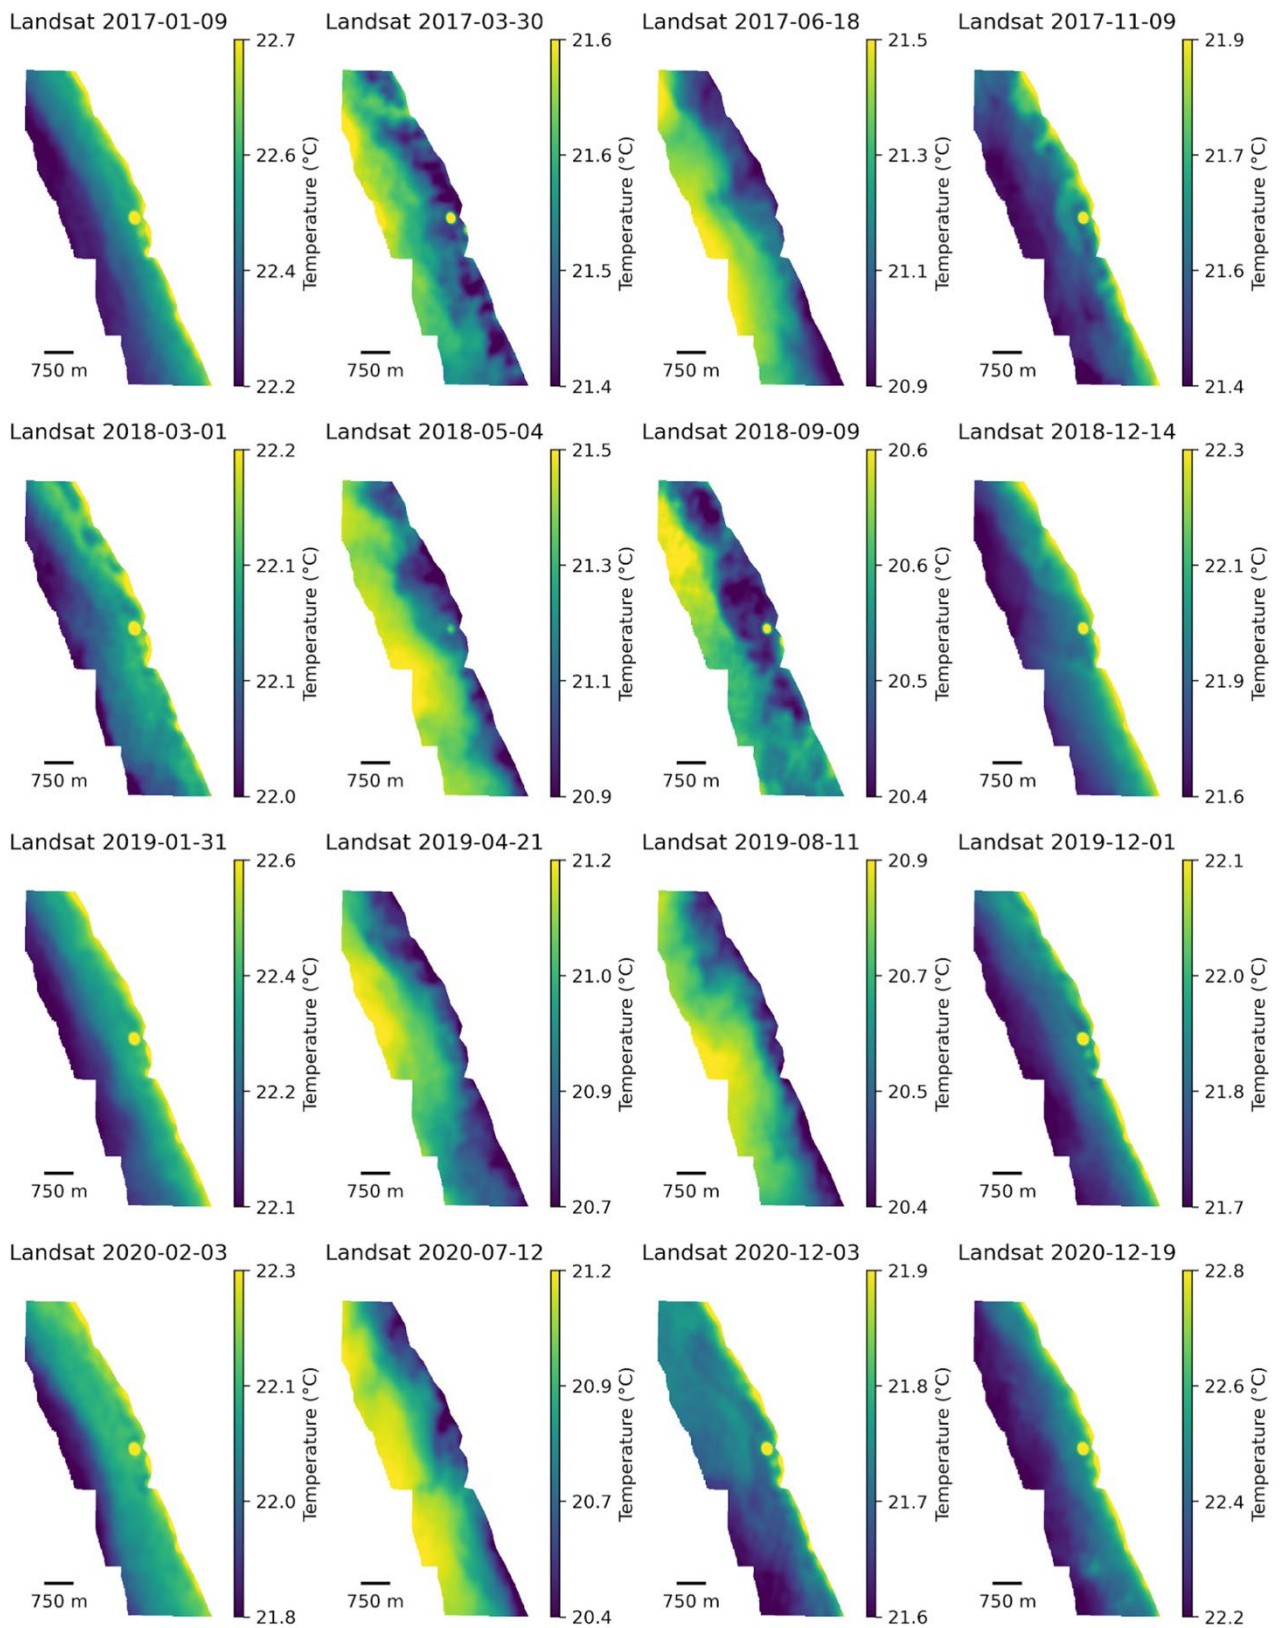 Landsat 2017-01-09
22.7
22.6
22.4
22.2
Temperature (°C)
750 m
Landsat 2017-03-30
21.6
21.6
21.5
21.4
Temperature (°C)
750 m
Landsat 2017-06-18
21.5
21.3
21.1
20.9
Temperature (°C)
750 m
Landsat 2017-11-09
21.9
21.7
21.6
21.4
Temperature (°C)
750 m
Landsat 2018-03-01
22.2
22.1
22.1
22.0
Temperature (°C)
750 m
Landsat 2018-05-04
21.5
21.3
21.1
20.9
Temperature (°C)
750 m
Landsat 2018-09-09
20.6
20.6
20.5
20.4
Temperature (°C)
750 m
Landsat 2018-12-14
22.3
22.1
21.9
21.6
Temperature (°C)
750 m
Landsat 2019-01-31
22.6
22.4
22.2
22.1
Temperature (°C)
750 m
Landsat 2019-04-21
21.2
21.0
20.9
20.7
Temperature (°C)
750 m
Landsat 2019-08-11
20.9
20.7
20.5
20.4
Temperature (°C)
750 m
Landsat 2019-12-01
22.1
22.0
21.8
21.7
Temperature (°C)
750 m
Landsat 2020-02-03
22.3
22.1
22.0
21.8
Temperature (°C)
750 m
Landsat 2020-07-12
21.2
20.9
20.7
20.4
Temperature (°C)
750 m
Landsat 2020-12-03
21.9
21.8
21.7
21.6
Temperature (°C)
750 m
Landsat 2020-12-19
22.8
22.6
22.4
22.2
Temperature (°C)
750 m